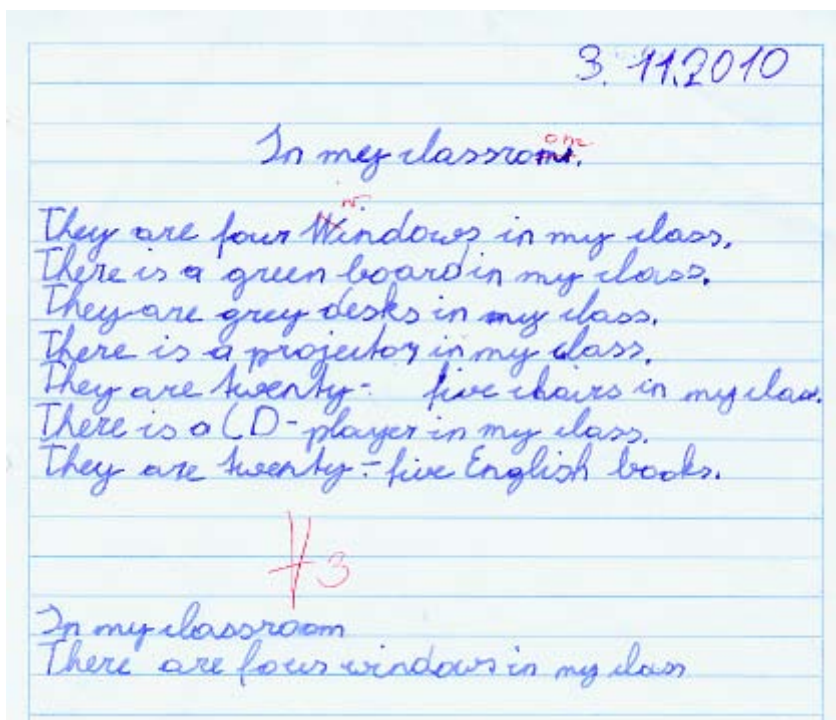 3. 11.2010
In my classrom.
om
w
They are four Windows in my class.
There is a green board in my class.
They are grey desks in my class.
There is a projector in my class.
They are twenty- five chairs in my class.
There is a CD-player in my class.
They are twenty-five English books.
3
In my classroom
There are four windows in my class